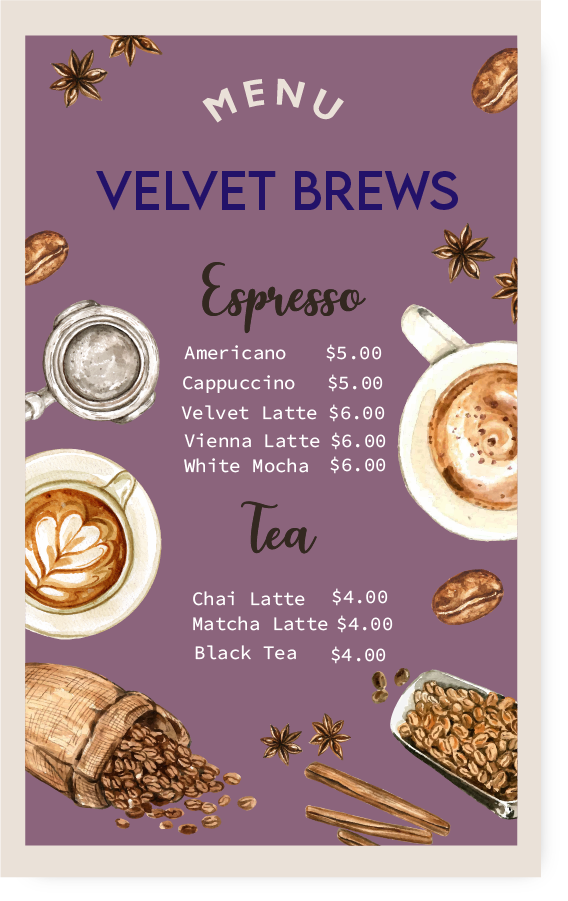 MENU
VELVET BREWS
Espresso
Americano $5.00
Cappuccino $5.00
Velvet Latte $6.00
Vienna Latte $6.00
White Mocha $6.00
Tea
Chai Latte $4.00
Matcha Latte $4.00
Black Tea $4.00